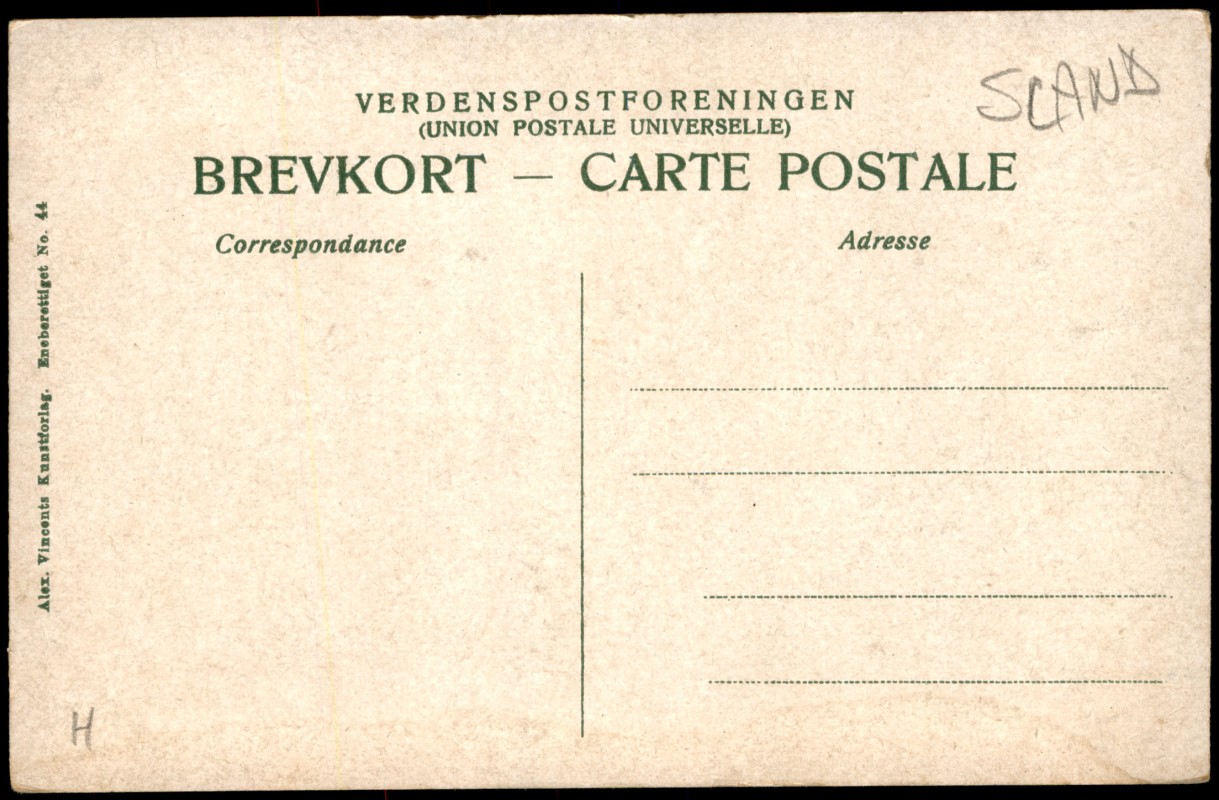 SCAND
VERDENSPOSTFORENINGEN
(UNION POSTALE UNIVERSELLE)
BREVKORT — CARTE POSTALE
Correspondance
Adresse
Alex. Vincents Kunstforlag. Eneberettiget No. 44
H